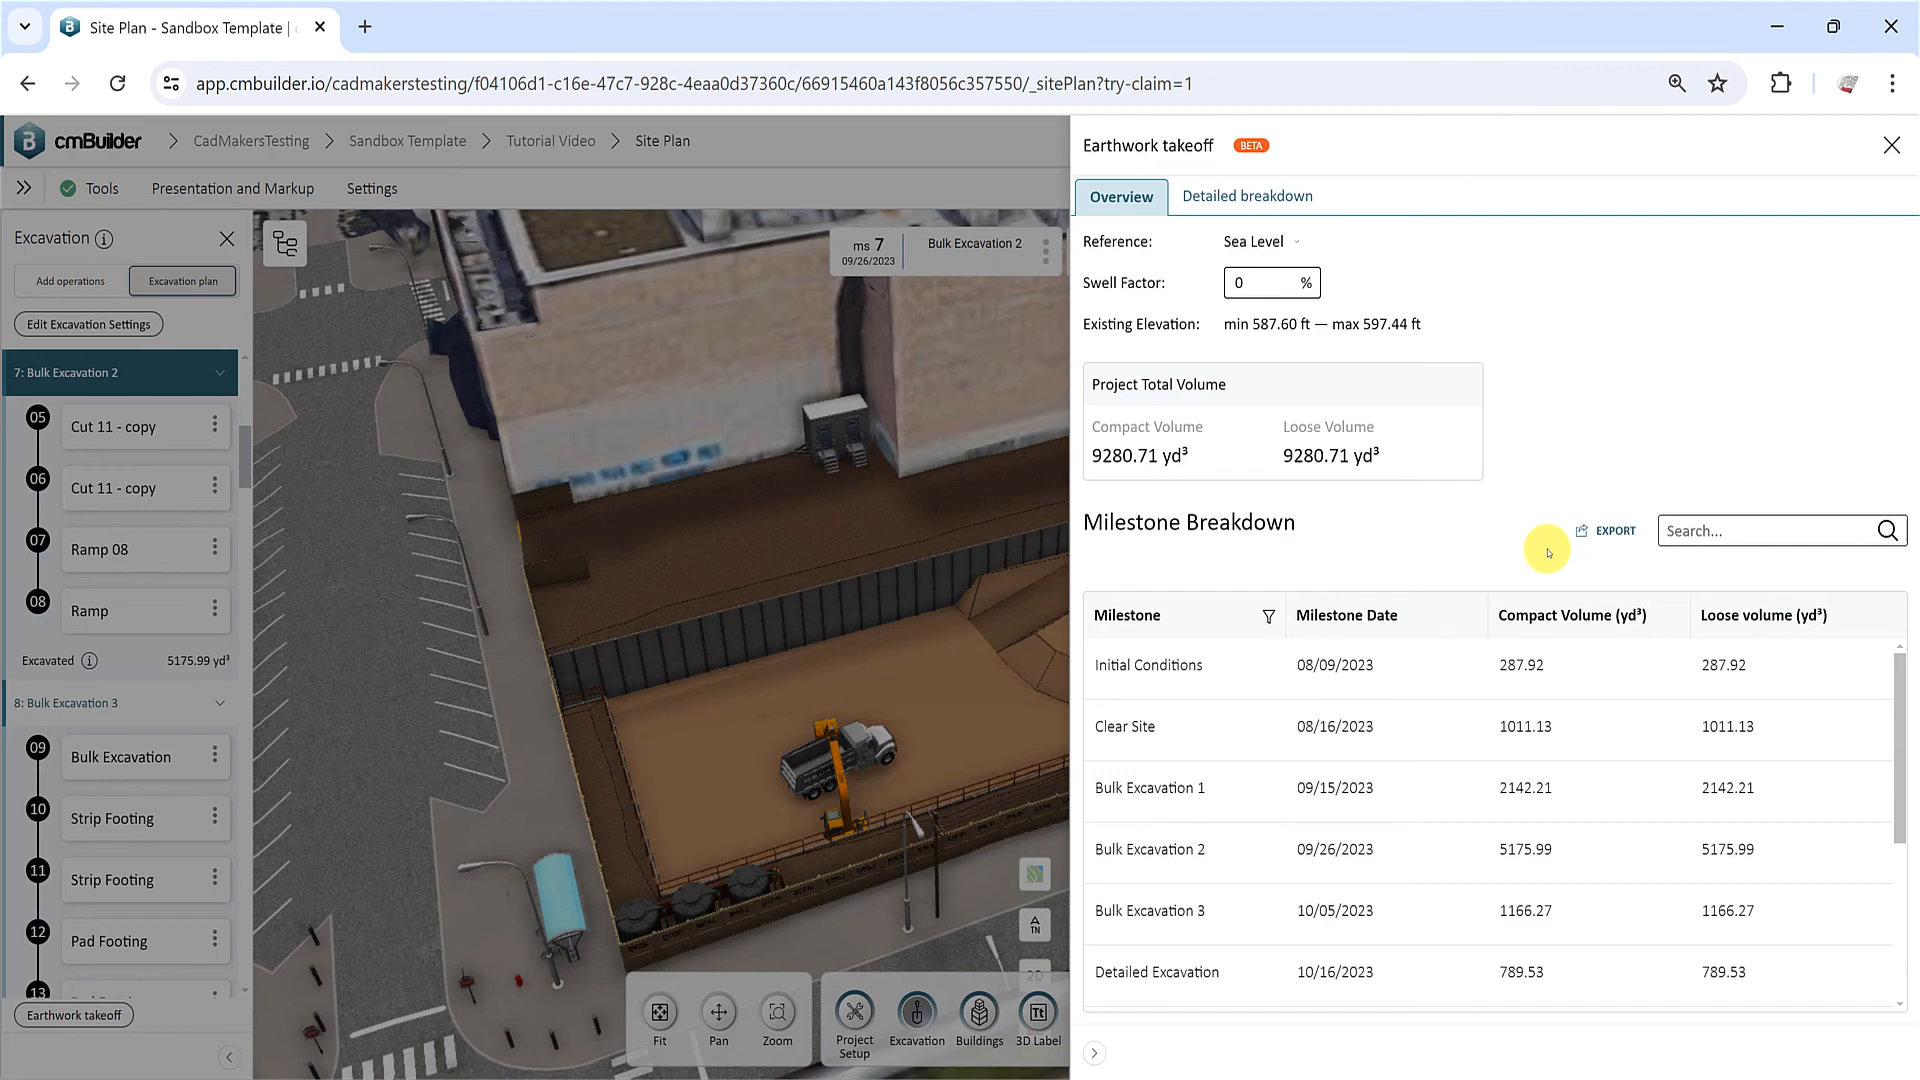 Site Plan - Sandbox Template |
app.cmbuilder.io/cadmakerstesting/f04106d1-c16e-47c7-928c-4eaa0d37360c/66915460a143f8056c357550/_sitePlan?try-claim=1
cmBuilder
CadMakersTesting
Sandbox Template
Tutorial Video
Site Plan
Tools
Presentation and Markup
Settings
Excavation
Add operations
Excavation plan
Edit Excavation Settings
7: Bulk Excavation 2
05
Cut 11 - copy
06
Cut 11 - copy
07
Ramp 08
08
Ramp
Excavated
5175.99 yd³
8: Bulk Excavation 3
09
Bulk Excavation
10
Strip Footing
11
Strip Footing
12
Pad Footing
13
Earthwork takeoff
ms 7
09/26/2023
Bulk Excavation 2
TN
2D
Fit
Pan
Zoom
Project Setup
Excavation
Buildings
Tt
3D Label
Earthwork takeoff
BETA
Overview
Detailed breakdown
Reference:
Sea Level
Swell Factor:
0 %
Existing Elevation:
min 587.60 ft — max 597.44 ft
Project Total Volume
Compact Volume
Loose Volume
9280.71 yd³
9280.71 yd³
Milestone Breakdown
EXPORT
Search...
Milestone
Milestone Date
Compact Volume (yd³)
Loose volume (yd³)
Initial Conditions
08/09/2023
287.92
287.92
Clear Site
08/16/2023
1011.13
1011.13
Bulk Excavation 1
09/15/2023
2142.21
2142.21
Bulk Excavation 2
09/26/2023
5175.99
5175.99
Bulk Excavation 3
10/05/2023
1166.27
1166.27
Detailed Excavation
10/16/2023
789.53
789.53